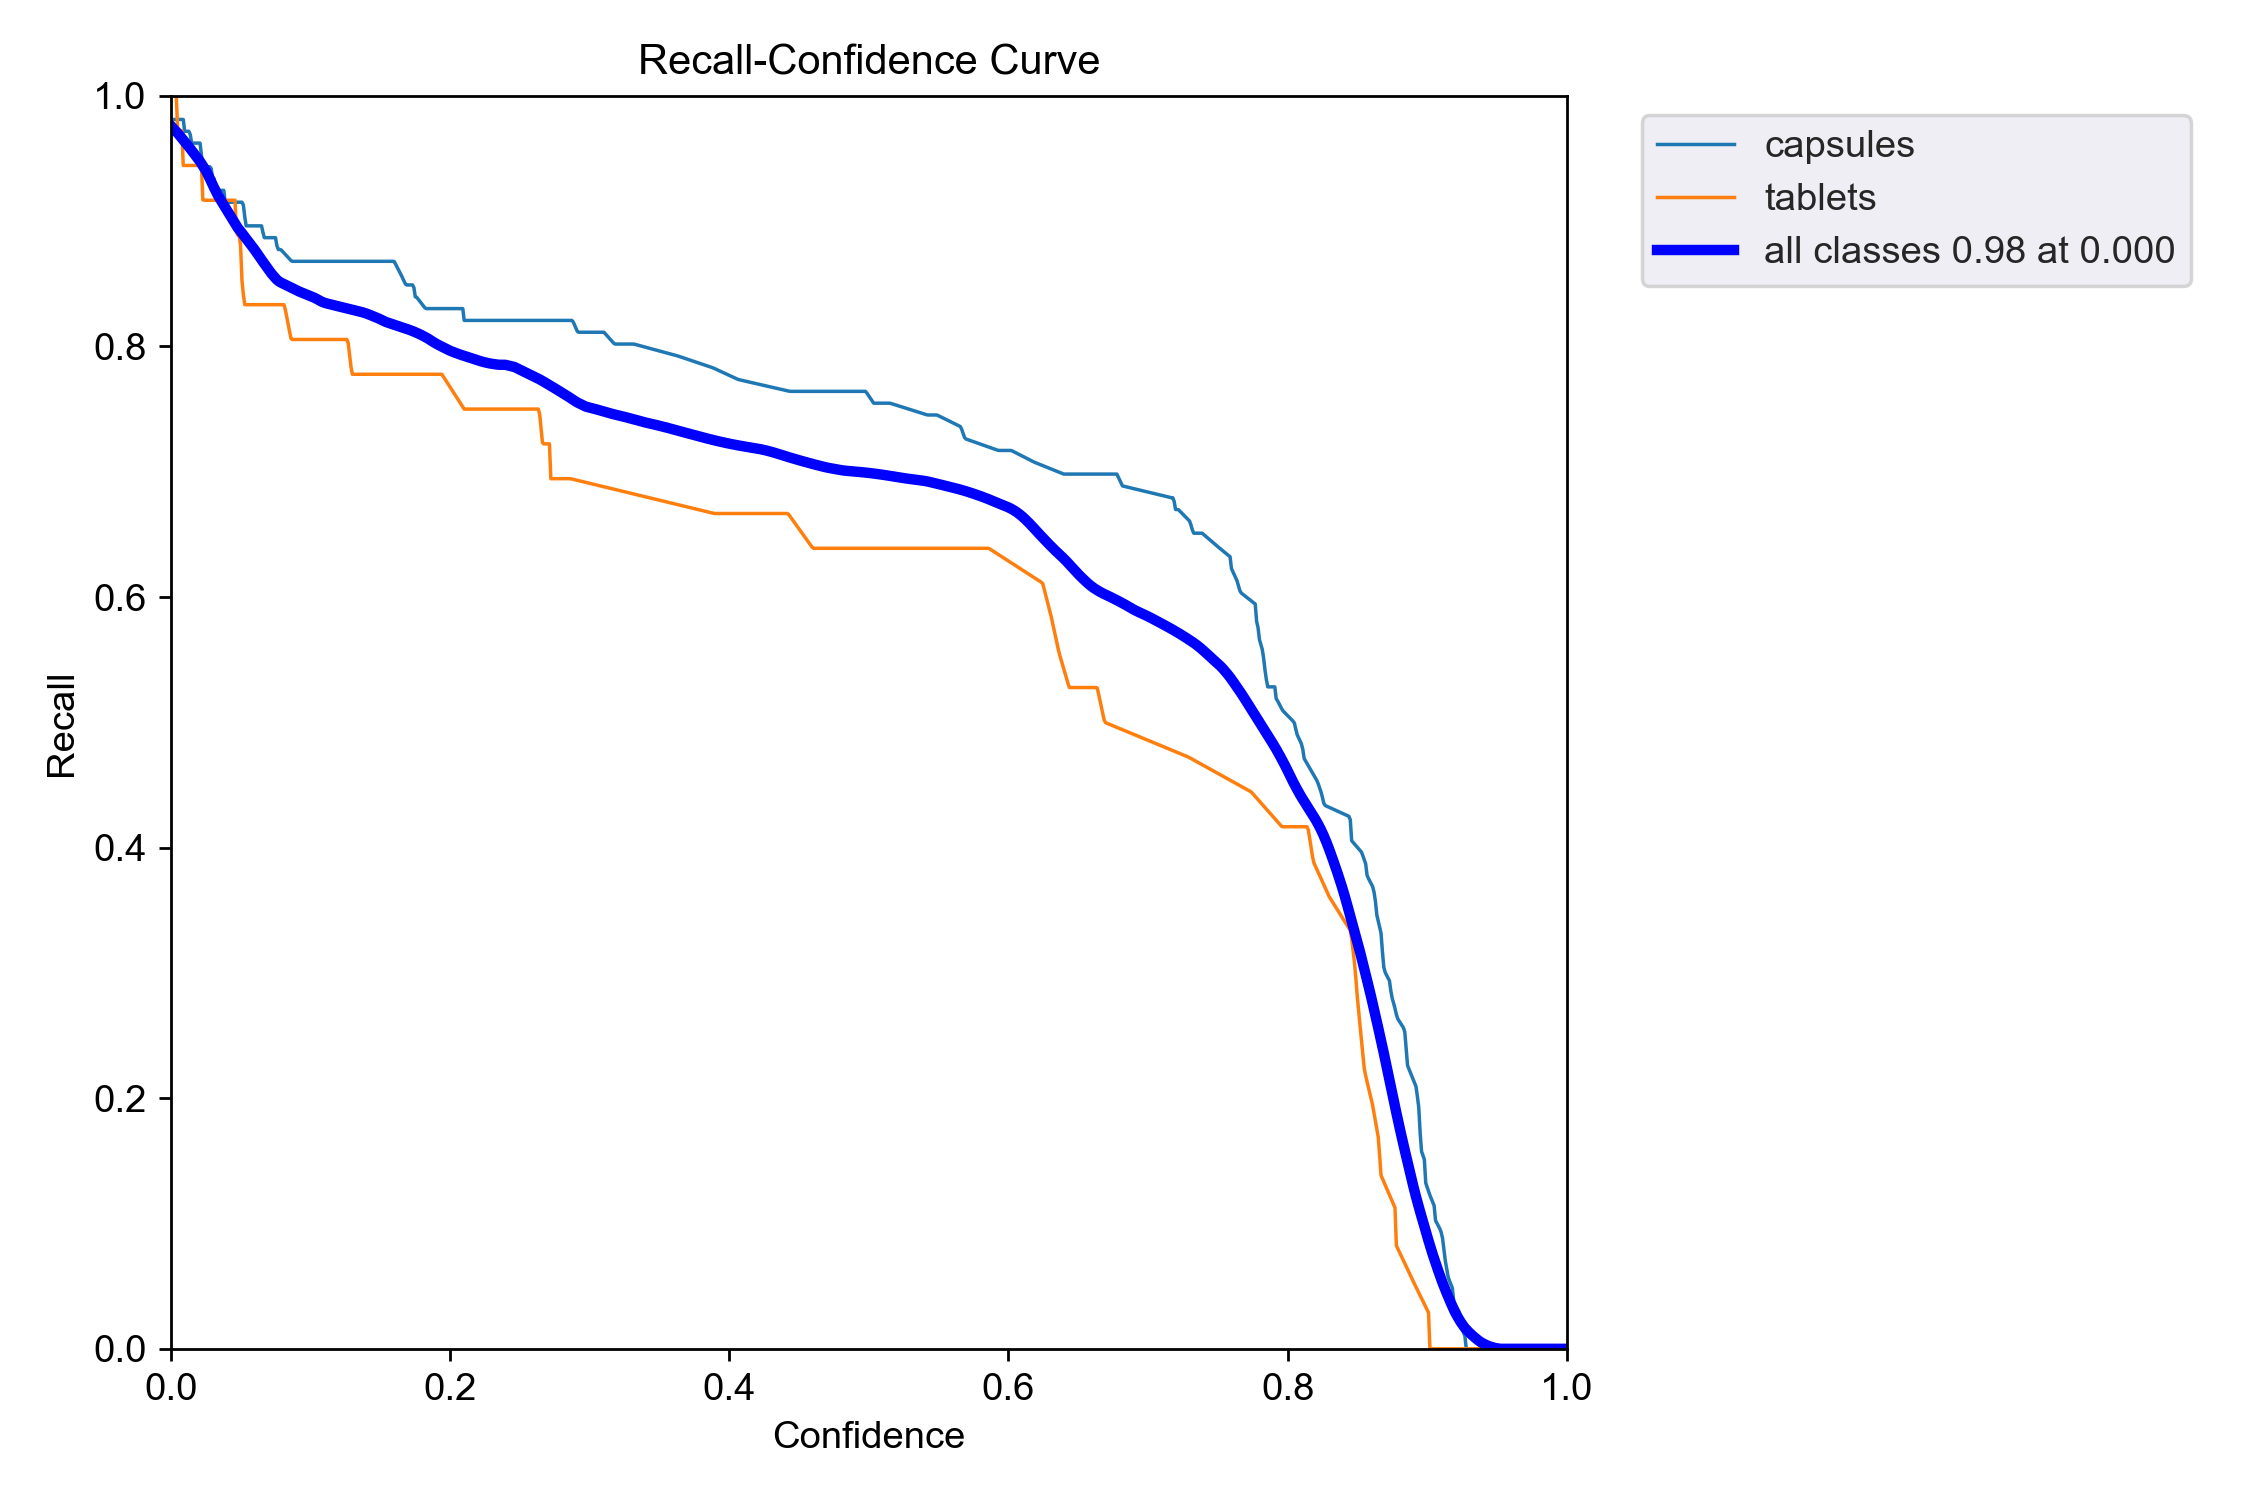 Recall-Confidence Curve
1.0
0.8
0.6
0.4
0.2
0.0
Recall
0.0 0.2 0.4 0.6 0.8 1.0
Confidence
capsules
tablets
all classes 0.98 at 0.000